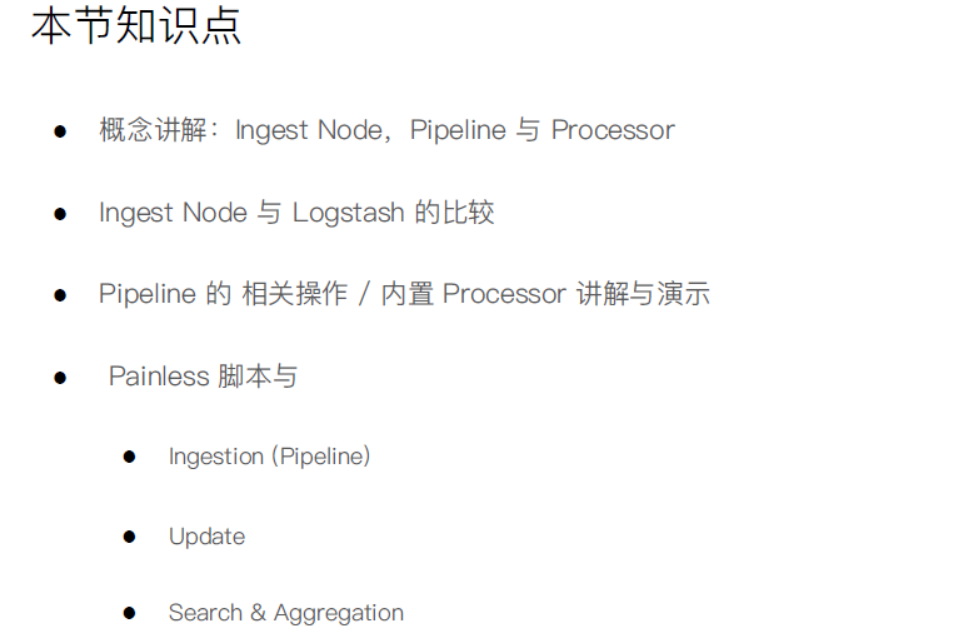 本节知识点
● 概念讲解：Ingest Node，Pipeline 与 Processor
● Ingest Node 与 Logstash 的比较
● Pipeline 的 相关操作 / 内置 Processor 讲解与演示
● Painless 脚本与
● Ingestion (Pipeline)
● Update
● Search & Aggregation